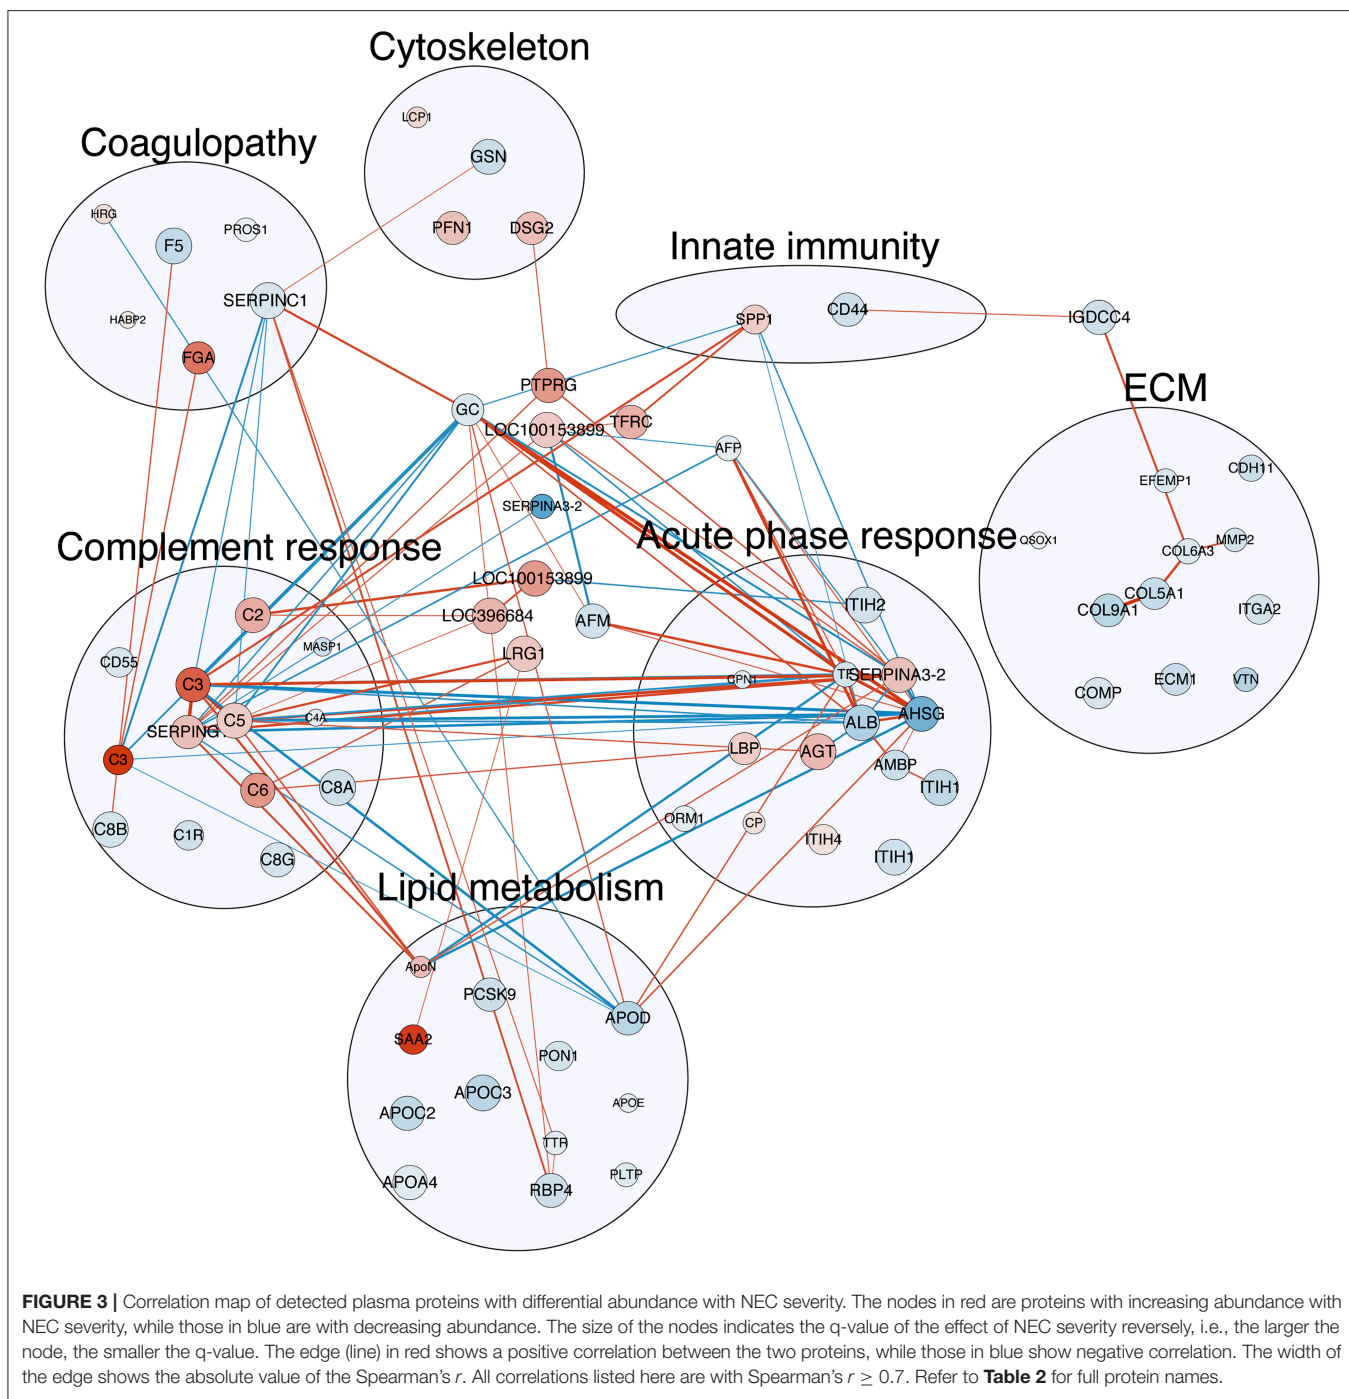 Cytoskeleton
LCP1
GSN
PFN1
DSG2
Coagulopathy
HRG
F5
PROS1
SERPINC1
HABP2
FGA
Innate immunity
SPP1
CD44
IGDCC4
ECM
EFEMP1
CDH11
QSOX1
COL6A3
MMP2
COL5A1
COL9A1
ITGA2
COMP
ECM1
VTN
PTPRG
GC
LOC100153899
TFRC
AFP
SERPINA3-2
LOC100153899
LOC396684
AFM
LRG1
Complement response
C2
MASP1
CD55
C3
SERPING
C5
C4A
C3
C6
C8A
C8B
C1R
C8G
Acute phase response
ITIH2
CPN1
TF
SERPINA3-2
ALB
AHSG
LBP
AGT
AMBP
ITIH1
ORM1
CP
ITIH4
ITIH1
Lipid metabolism
ApoN
PCSK9
APOD
SAA2
PON1
APOC3
APOC2
APOE
TTR
APOA4
RBP4
PLTP
FIGURE 3 | Correlation map of detected plasma proteins with differential abundance with NEC severity. The nodes in red are proteins with increasing abundance with
NEC severity, while those in blue are with decreasing abundance. The size of the nodes indicates the q-value of the effect of NEC severity reversely, i.e., the larger the
node, the smaller the q-value. The edge (line) in red shows a positive correlation between the two proteins, while those in blue show negative correlation. The width of
the edge shows the absolute value of the Spearman's r. All correlations listed here are with Spearman's r ≥ 0.7. Refer to Table 2 for full protein names.